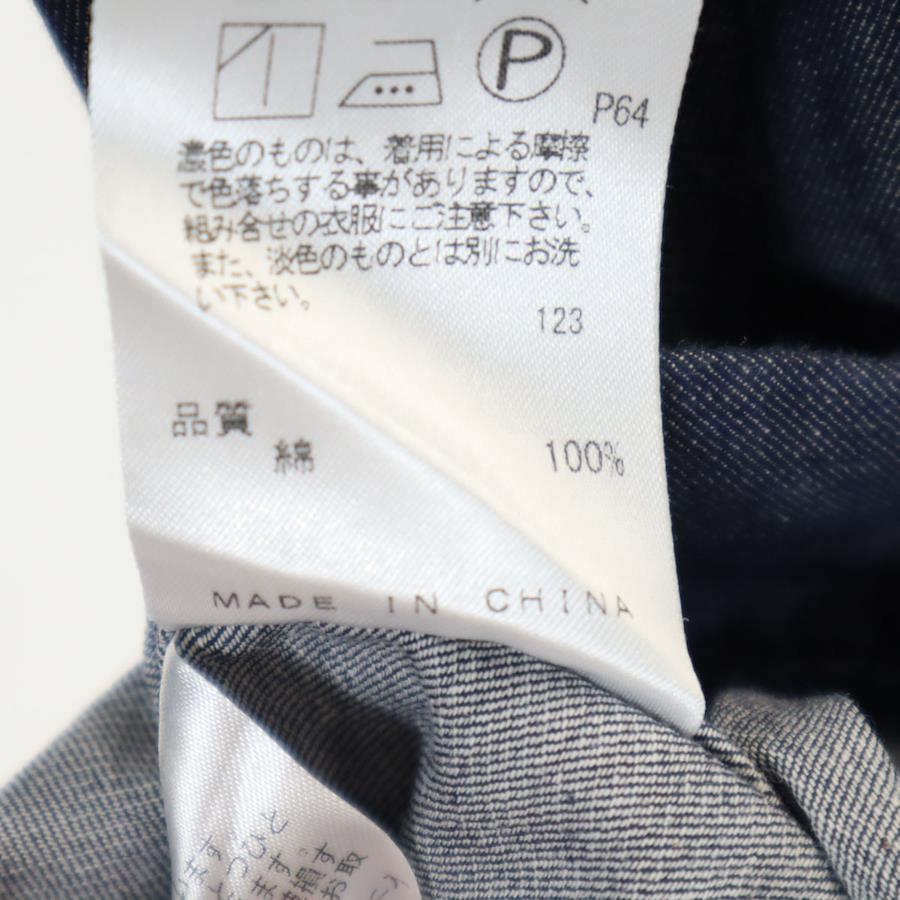 P
P64
濃色のものは、着用による摩擦
で色落ちする事がありますので、
組み合せの衣服にご注意下さい。
また、淡色のものとは別にお洗
い下さい。
123
品質
綿 100%
MADE IN CHINA